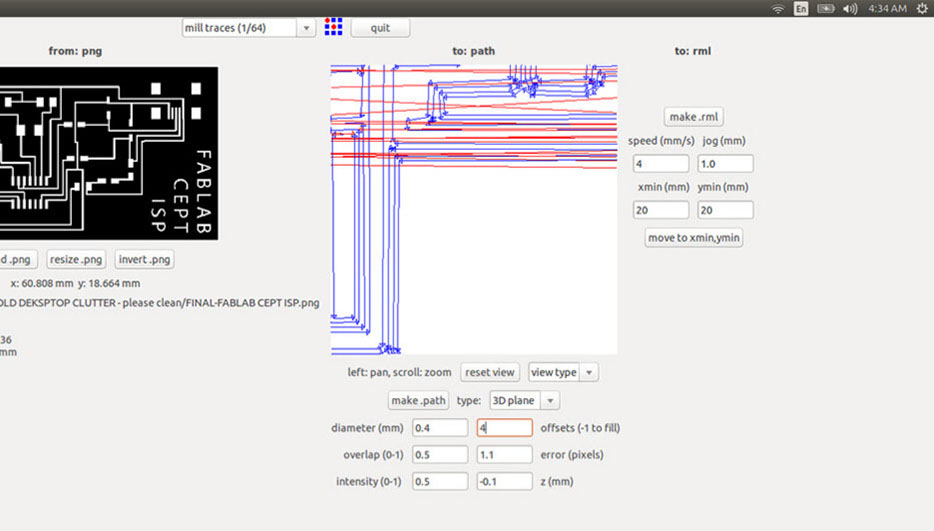 En 4:34 AM
mill traces (1/64) quit
from: png to: path to: rml
make .rml
speed (mm/s) jog (mm)
4 1.0
xmin (mm) ymin (mm)
20 20
move to xmin,ymin
FABLAB
CEPT
ISP
d .png resize .png invert .png
x: 60.808 mm y: 18.664 mm
OLD DEKSPTOP CLUTTER - please clean/FINAL-FABLAB CEPT ISP.png
36
mm
left: pan, scroll: zoom reset view view type
make .path type: 3D plane
diameter (mm) 0.4 4 offsets (-1 to fill)
overlap (0-1) 0.5 1.1 error (pixels)
intensity (0-1) 0.5 -0.1 z (mm)